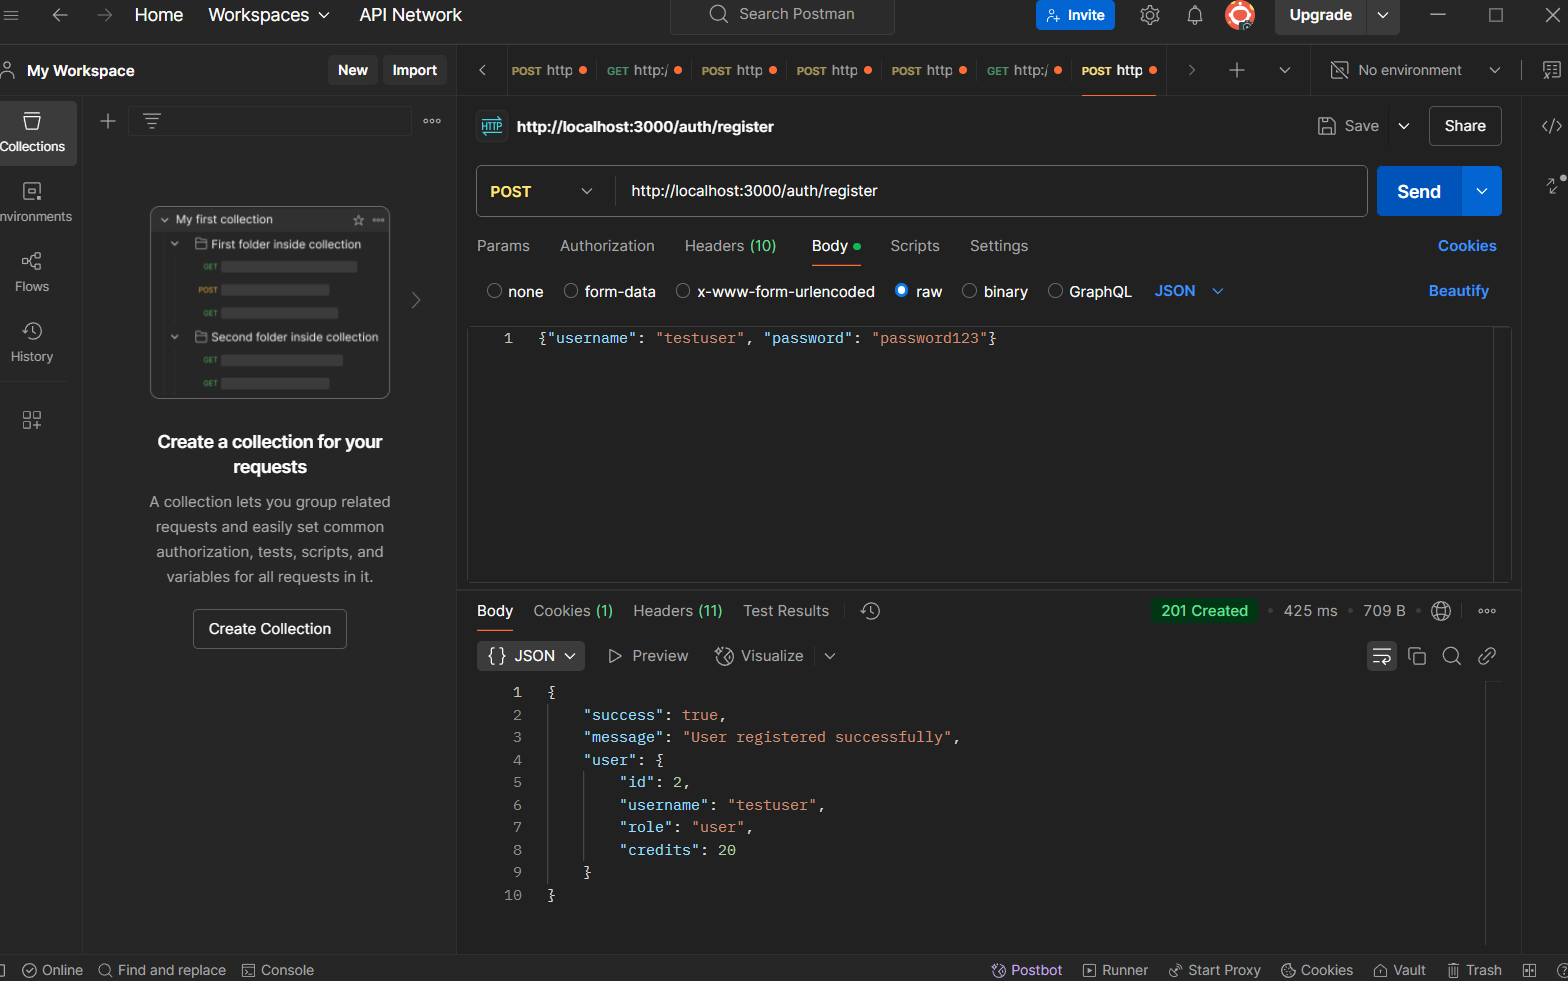 Home Workspaces API Network Search Postman Invite Upgrade
My Workspace New Import POST http GET http:/ POST http POST http POST http GET http:/ POST http No environment
Collections
nvironments
Flows
History
My first collection
First folder inside collection
GET
POST
GET
Second folder inside collection
GET
GET
Create a collection for your
requests
A collection lets you group related
requests and easily set common
authorization, tests, scripts, and
variables for all requests in it.
Create Collection
HTTP http://localhost:3000/auth/register Save Share
POST http://localhost:3000/auth/register Send
Params Authorization Headers (10) Body Scripts Settings Cookies
none form-data x-www-form-urlencoded raw binary GraphQL JSON Beautify
1 {"username": "testuser", "password": "password123"}
Body Cookies (1) Headers (11) Test Results 201 Created • 425 ms • 709 B
{} JSON Preview Visualize
1 {
2 "success": true,
3 "message": "User registered successfully",
4 "user": {
5 "id": 2,
6 "username": "testuser",
7 "role": "user",
8 "credits": 20
9 }
10 }
Online Find and replace Console Postbot Runner Start Proxy Cookies Vault Trash